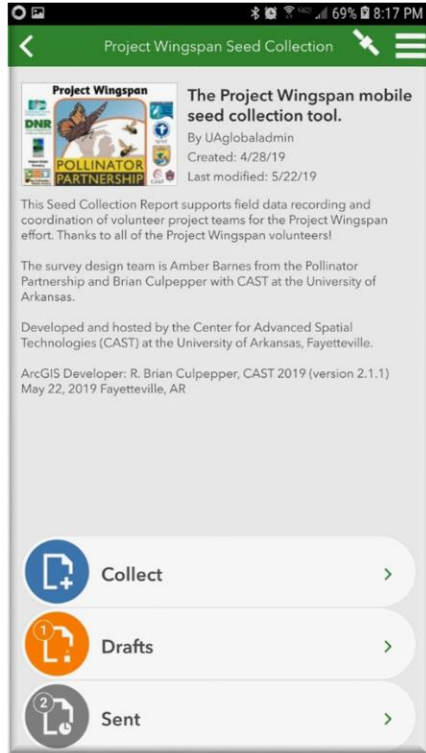 69% 8:17 PM
Project Wingspan Seed Collection
Project Wingspan
DNR
POLLINATOR
PARTNERSHIP
CAST
The Project Wingspan mobile
seed collection tool.
By UAglobaladmin
Created: 4/28/19
Last modified: 5/22/19
This Seed Collection Report supports field data recording and
coordination of volunteer project teams for the Project Wingspan
effort. Thanks to all of the Project Wingspan volunteers!
The survey design team is Amber Barnes from the Pollinator
Partnership and Brian Culpepper with CAST at the University of
Arkansas.
Developed and hosted by the Center for Advanced Spatial
Technologies (CAST) at the University of Arkansas, Fayetteville.
ArcGIS Developer: R. Brian Culpepper, CAST 2019 (version 2.1.1)
May 22, 2019 Fayetteville, AR
Collect
1
Drafts
2
Sent